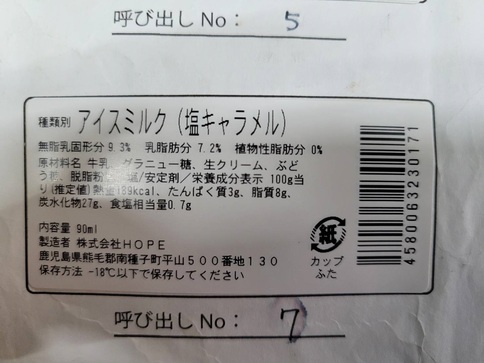 呼び出し No： 5
種類別 アイスミルク（塩キャラメル）
無脂乳固形分 9.3% 乳脂肪分 7.2% 植物性脂肪分 0%
原材料名 牛乳、グラニュー糖、生クリーム、ぶど
う糖、脱脂粉 塩/安定剤／栄養成分表示 100g当
り(推定値)熱量189kcal、たんぱく質3g、脂質8g、
炭水化物27g、食塩相当量0.7g
内容量 90ml
製造者 株式会社HOPE
鹿児島県熊毛郡南種子町平山５００番地１３０
保存方法 -18℃以下で保存してください
紙
カップ
ふた
4580063230171
呼び出し No： 7